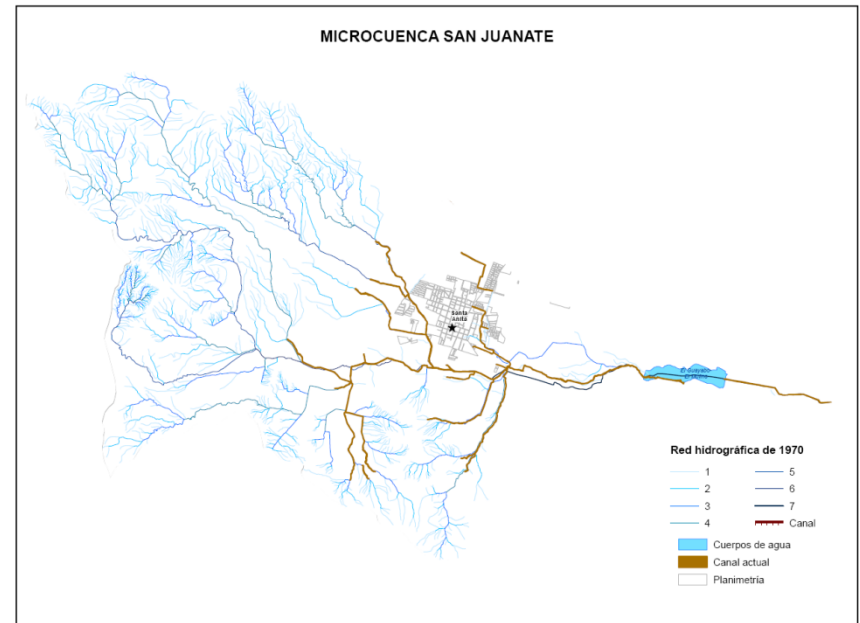 MICROCUENCA SAN JUANATE
Santa
Anita
Red hidrográfica de 1970
1
2
3
4
5
6
7
Canal
Cuerpos de agua
Canal actual
Planimetría